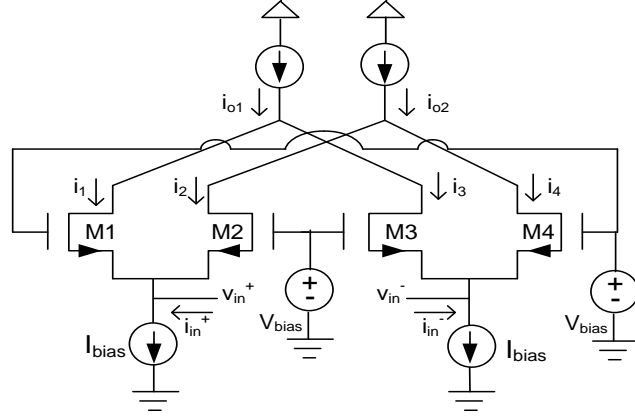 i_o1 i_o2
i_1 i_2 i_3 i_4
M1 M2 M3 M4
v_in^+ + - v_in^- + -
i_in^+ V_bias i_in^- V_bias
I_bias I_bias